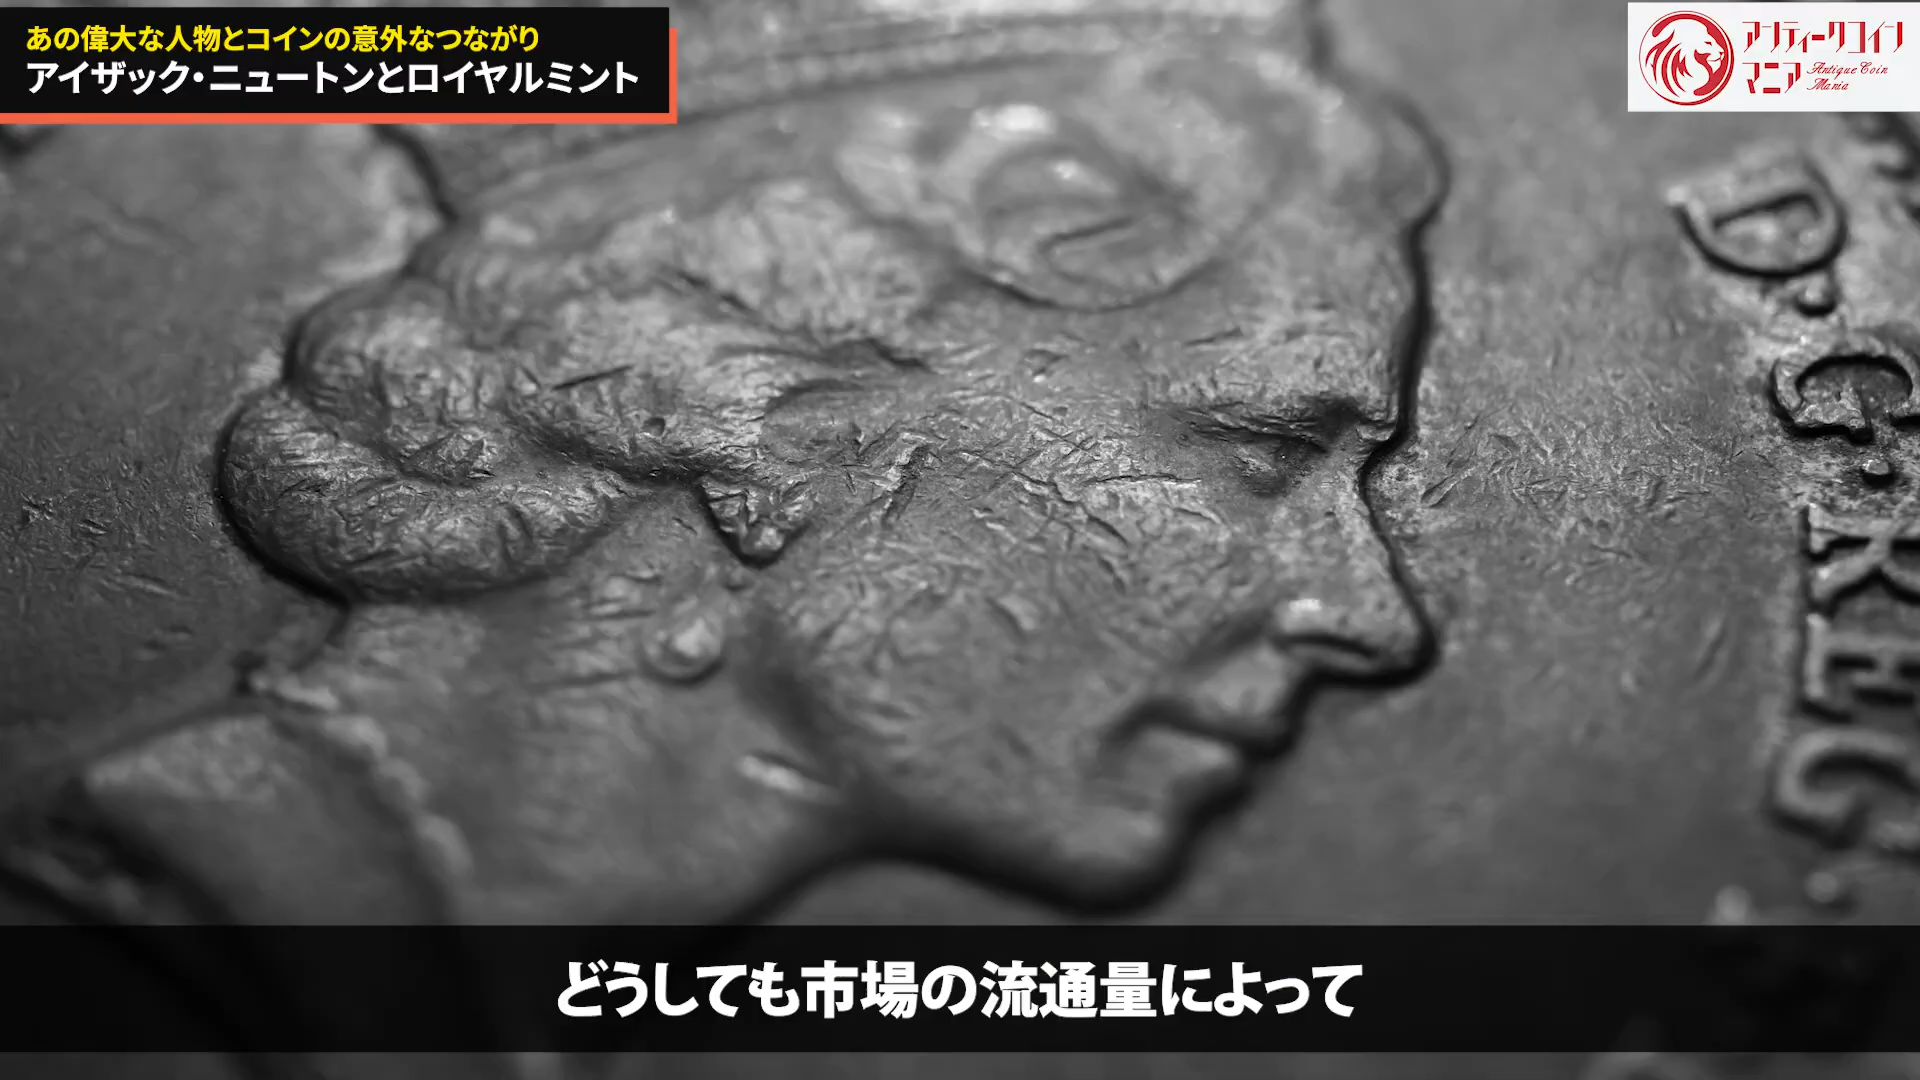 あの偉大な人物とコインの意外なつながり
アイザック・ニュートンとロイヤルミント
アンティークコイン
マニア
Antique Coin
Mania
D・G・REG
どうしても市場の流通量によって